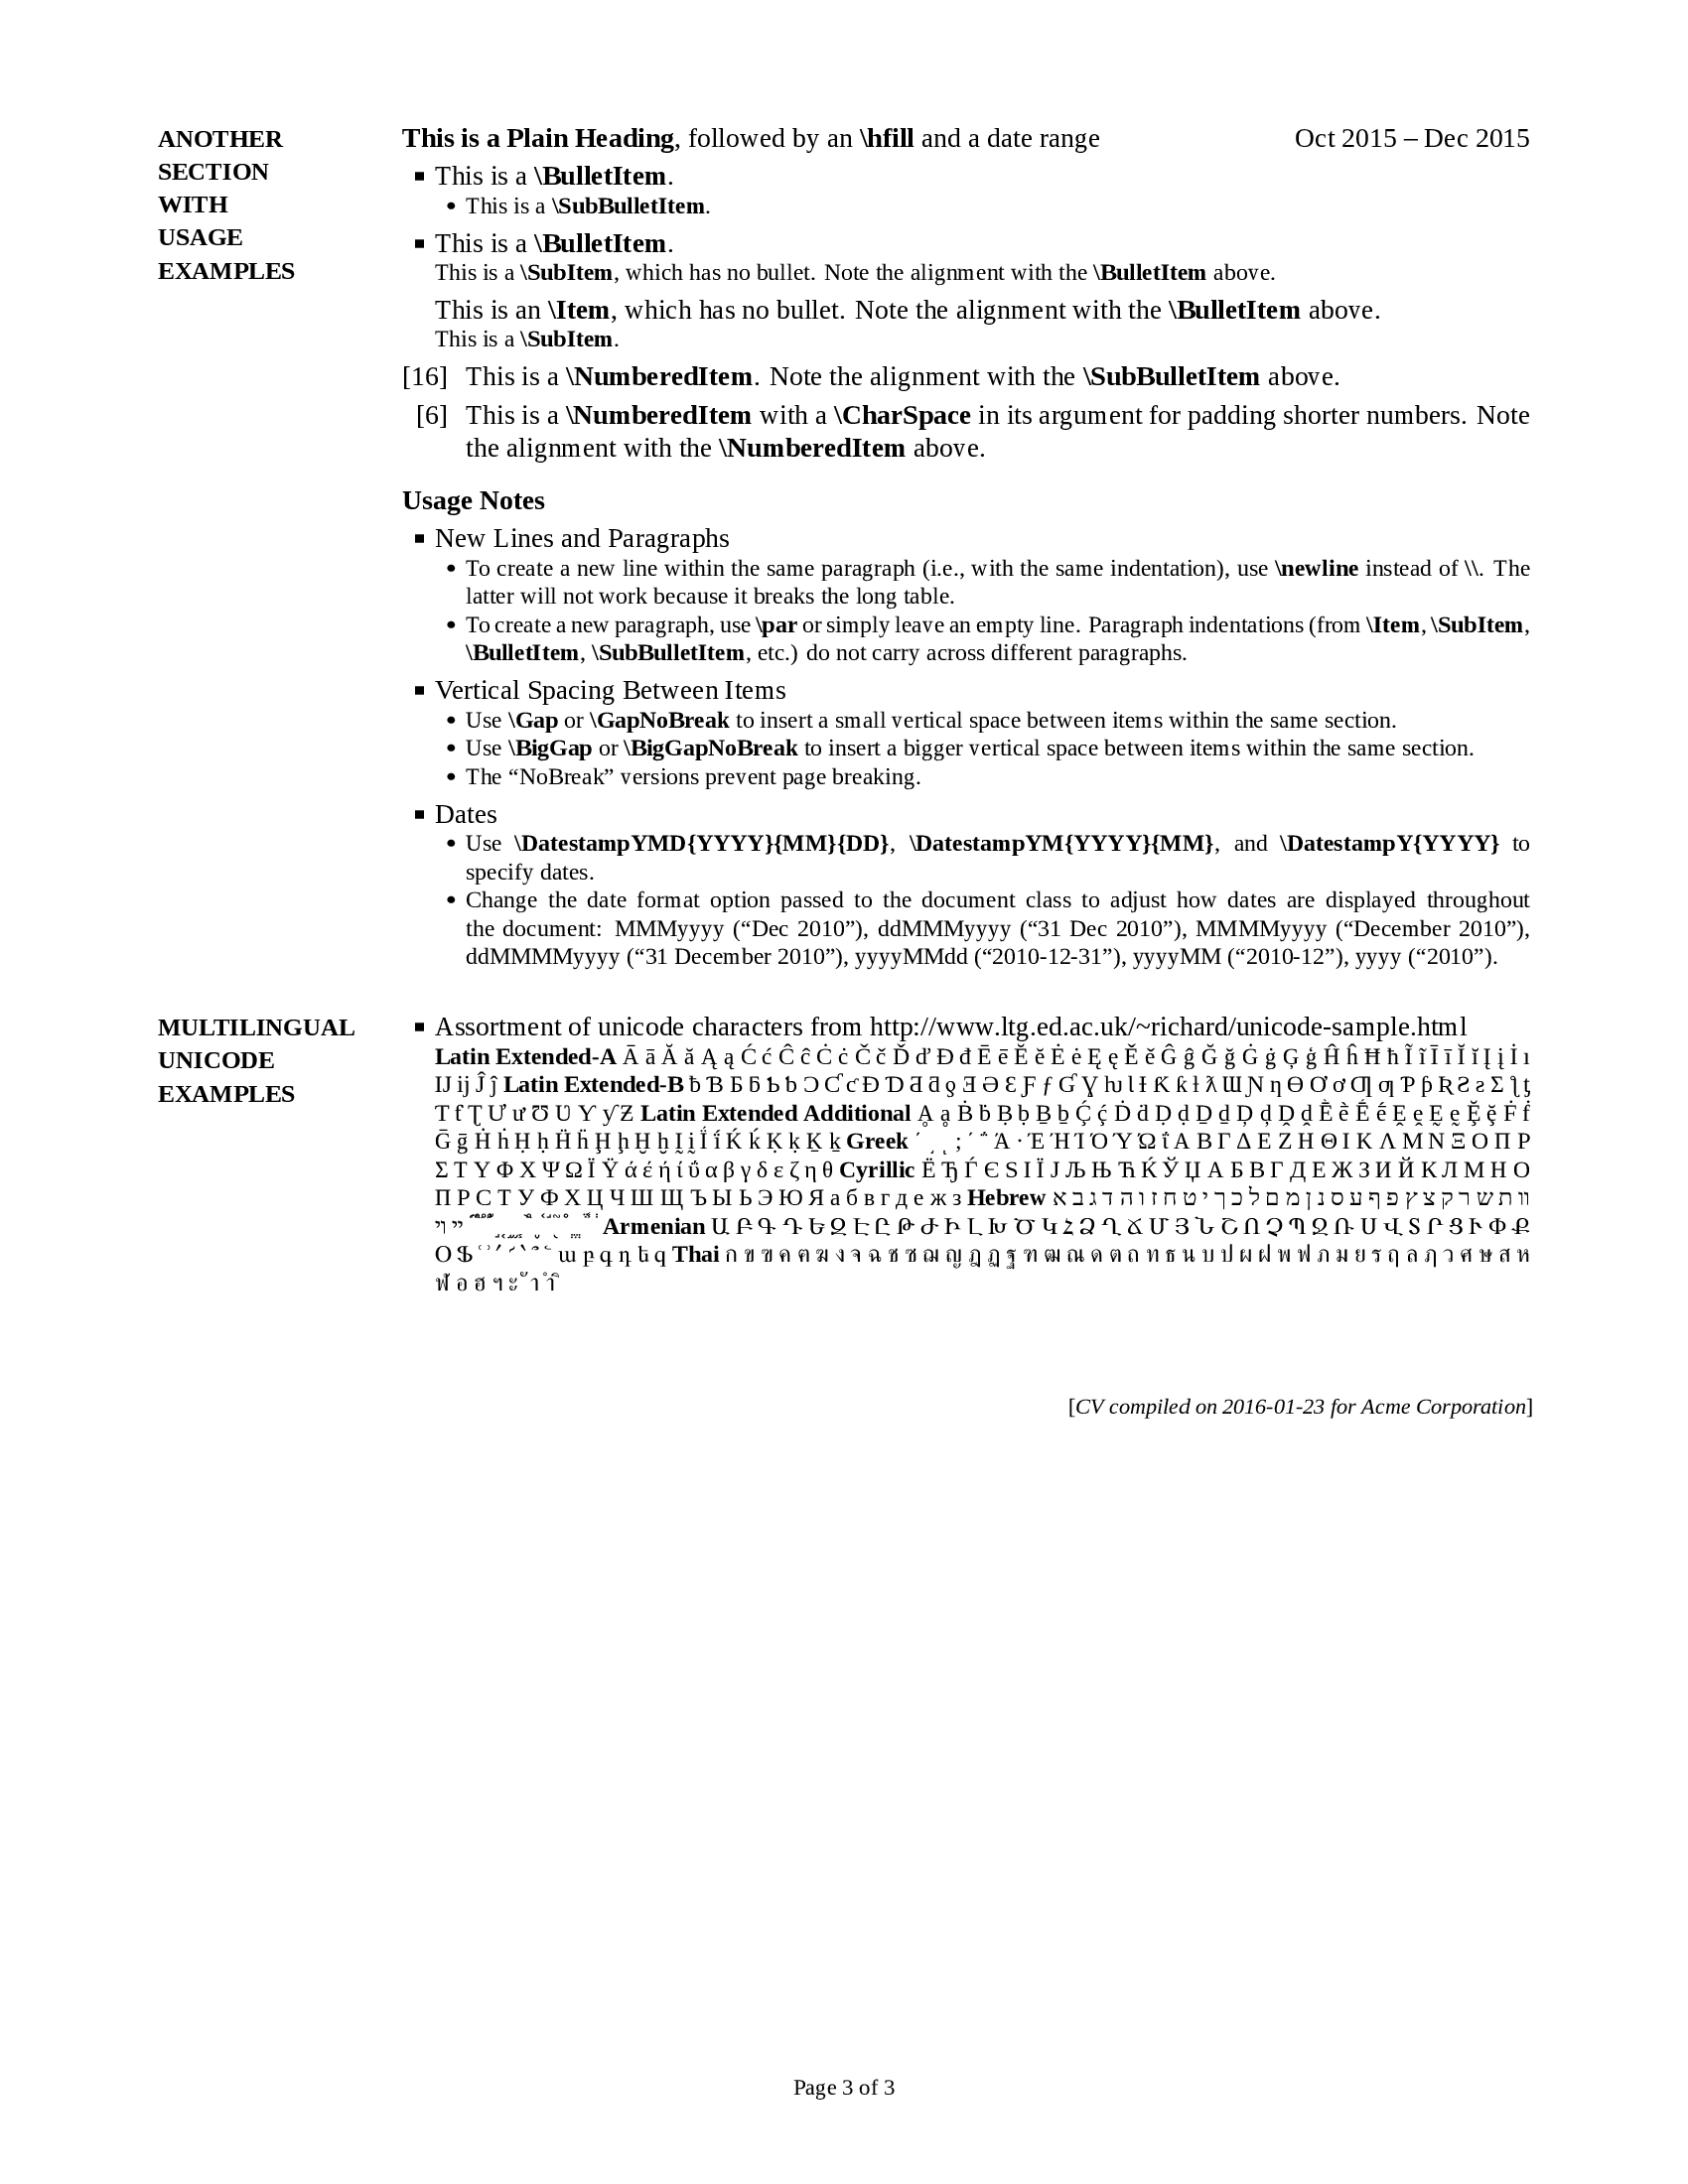 ANOTHER
SECTION
WITH
USAGE
EXAMPLES
This is a Plain Heading, followed by an \hfill and a date range Oct 2015 – Dec 2015
▪ This is a \BulletItem.
• This is a \SubBulletItem.
▪ This is a \BulletItem.
This is a \SubItem, which has no bullet. Note the alignment with the \BulletItem above.
This is an \Item, which has no bullet. Note the alignment with the \BulletItem above.
This is a \SubItem.
[16] This is a \NumberedItem. Note the alignment with the \SubBulletItem above.
[6] This is a \NumberedItem with a \CharSpace in its argument for padding shorter numbers. Note
the alignment with the \NumberedItem above.
Usage Notes
▪ New Lines and Paragraphs
• To create a new line within the same paragraph (i.e., with the same indentation), use \newline instead of \\. The
latter will not work because it breaks the long table.
• To create a new paragraph, use \par or simply leave an empty line. Paragraph indentations (from \Item, \SubItem,
\BulletItem, \SubBulletItem, etc.) do not carry across different paragraphs.
▪ Vertical Spacing Between Items
• Use \Gap or \GapNoBreak to insert a small vertical space between items within the same section.
• Use \BigGap or \BigGapNoBreak to insert a bigger vertical space between items within the same section.
• The “NoBreak” versions prevent page breaking.
▪ Dates
• Use \DatestampYMD{YYYY}{MM}{DD}, \DatestampYM{YYYY}{MM}, and \DatestampY{YYYY} to
specify dates.
• Change the date format option passed to the document class to adjust how dates are displayed throughout
the document: MMMyyyy (“Dec 2010”), ddMMMyyyy (“31 Dec 2010”), MMMMyyyy (“December 2010”),
ddMMMMyyyy (“31 December 2010”), yyyyMMdd (“2010-12-31”), yyyyMM (“2010-12”), yyyy (“2010”).
MULTILINGUAL
UNICODE
EXAMPLES
▪ Assortment of unicode characters from http://www.ltg.ed.ac.uk/~richard/unicode-sample.html
Latin Extended-A Ā ā Ă ă Ą ą Ć ć Ĉ ĉ Ċ ċ Č č Ď ď Đ đ Ē ē Ĕ ĕ Ė ė Ę ę Ě ě Ĝ ĝ Ğ ğ Ġ ġ Ģ ģ Ĥ ĥ Ħ ħ Ĩ ĩ Ī ī Ĭ ĭ Į į İ ı
Ĳ ĳ Ĵ ĵ Latin Extended-B ƀ Ɓ Ƃ ƃ Ƅ ƅ Ɔ Ƈ ƈ Ɖ Ɗ Ƌ ƌ ƍ Ǝ Ə Ɛ Ƒ ƒ Ɠ Ɣ ƕ Ɩ Ɨ Ƙ ƙ ƚ ƛ Ɯ Ɲ ƞ Ɵ Ơ ơ Ƣ ƣ Ƥ ƥ Ʀ Ƨ ƨ Ʃ ƪ ƫ
Ƭ ƭ Ʈ Ư ư Ʊ Ʋ Ƴ ƴ Ƶ Latin Extended Additional Ḁ ḁ Ḃ ḃ Ḅ ḅ Ḇ ḇ Ḉ ḉ Ḋ ḋ Ḍ ḍ Ḏ ḏ Ḑ ḑ Ḓ ḓ Ḕ ḕ Ḗ ḗ Ḙ ḙ Ḛ ḛ Ḝ ḝ Ḟ ḟ
Ḡ ḡ Ḣ ḣ Ḥ ḥ Ḧ ḧ Ḩ ḩ Ḫ ḫ Ḭ ḭ Ḯ ḯ Ḱ ḱ Ḳ ḳ Ḵ ḵ Greek ʹ ͵ ͺ ; ΄ ΅ Ά · Έ Ή Ί Ό Ύ Ώ ΐ Α Β Γ Δ Ε Ζ Η Θ Ι Κ Λ Μ Ν Ξ Ο Π Ρ
Σ Τ Υ Φ Χ Ψ Ω Ϊ Ϋ ά έ ή ί ΰ α β γ δ ε ζ η θ Cyrillic Ё Ђ Ѓ Є Ѕ І Ї Ј Љ Њ Ћ Ќ Ў Џ А Б В Г Д Е Ж З И Й К Л М Н О
П Р С Т У Ф Х Ц Ч Ш Щ Ъ Ы Ь Э Ю Я а б в г д е ж з Hebrew א ב ג ד ה ו ז ח ט י ך כ ל ם מ ן נ ס ע ף פ ץ צ ק ר ש ת װ
ױ ײ Armenian Ա Բ Գ Դ Ե Զ Է Ը Թ Ժ Ի Լ Խ Ծ Կ Հ Ձ Ղ Ճ Մ Յ Ն Շ Ո Չ Պ Ջ Ռ Ս Վ Տ Ր Ց Ւ Փ Ք
Օ Ֆ ՙ ՚ ՛ ՜ ՝ ՞ ՟ ա բ գ դ ե զ Thai ก ข ฃ ค ฅ ฆ ง จ ฉ ช ซ ฌ ญ ฎ ฏ ฐ ฑ ฒ ณ ด ต ถ ท ธ น บ ป ผ ฝ พ ฟ ภ ม ย ร ฤ ล ฦ ว ศ ษ ส ห
ฬ อ ฮ ฯ ะ ั า ำ ิ
[CV compiled on 2016-01-23 for Acme Corporation]
Page 3 of 3